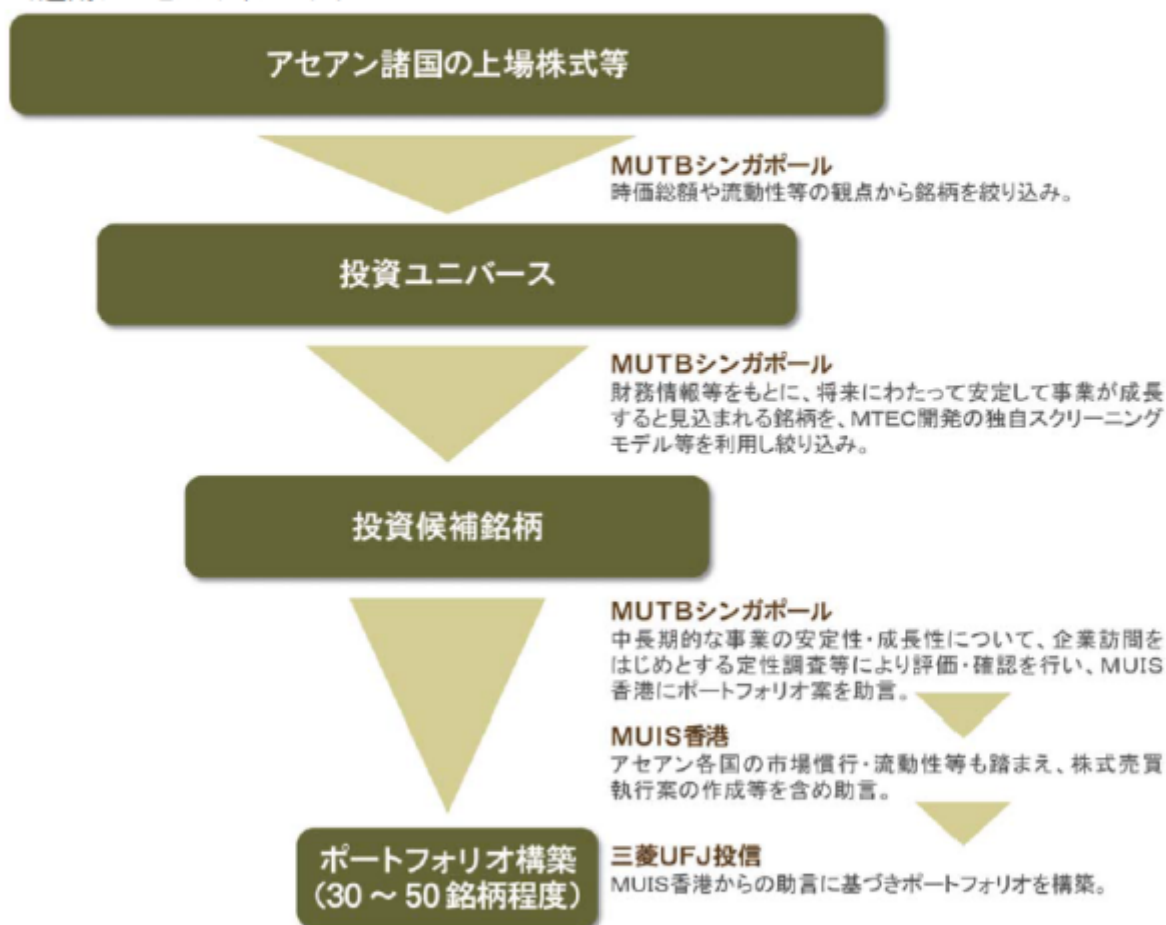 アセアン諸国の上場株式等
MUTBシンガポール
時価総額や流動性等の観点から銘柄を絞り込み。
投資ユニバース
MUTBシンガポール
財務情報等をもとに、将来にわたって安定して事業が成長
すると見込まれる銘柄を、MTEC開発の独自スクリーニング
モデル等を利用し絞り込み。
投資候補銘柄
MUTBシンガポール
中長期的な事業の安定性・成長性について、企業訪問を
はじめとする定性調査等により評価・確認を行い、MUIS
香港にポートフォリオ案を助言。
MUIS香港
アセアン各国の市場慣行・流動性等も踏まえ、株式売買
執行案の作成等を含め助言。
ポートフォリオ構築
(30～50銘柄程度)
三菱UFJ投信
MUIS香港からの助言に基づきポートフォリオを構築。